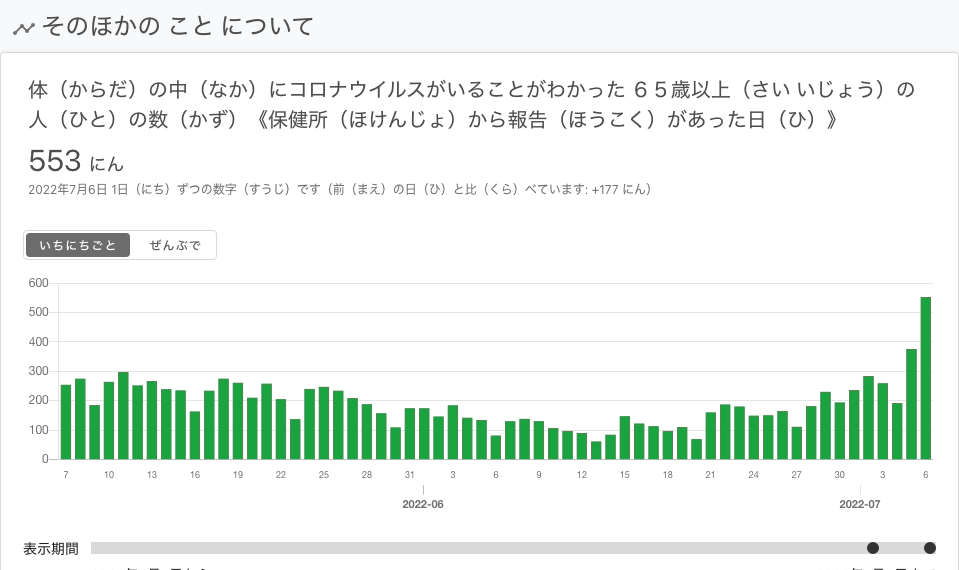 そのほかの こと について
体（からだ）の中（なか）にコロナウイルスがいることがわかった ６５歳以上（さい いじょう）の
人（ひと）の数（かず）《保健所（ほけんじょ）から報告（ほうこく）があった日（ひ）》
553 にん
2022年7月6日 1日（にち）ずつの数字（すうじ）です（前（まえ）の日（ひ）と比（くら）べています: +177 にん）
いちにちごと ぜんぶで
600
500
400
300
200
100
0
7 10 13 16 19 22 25 28 31 3 6 9 12 15 18 21 24 27 30 3 6
2022-06 2022-07
表示期間